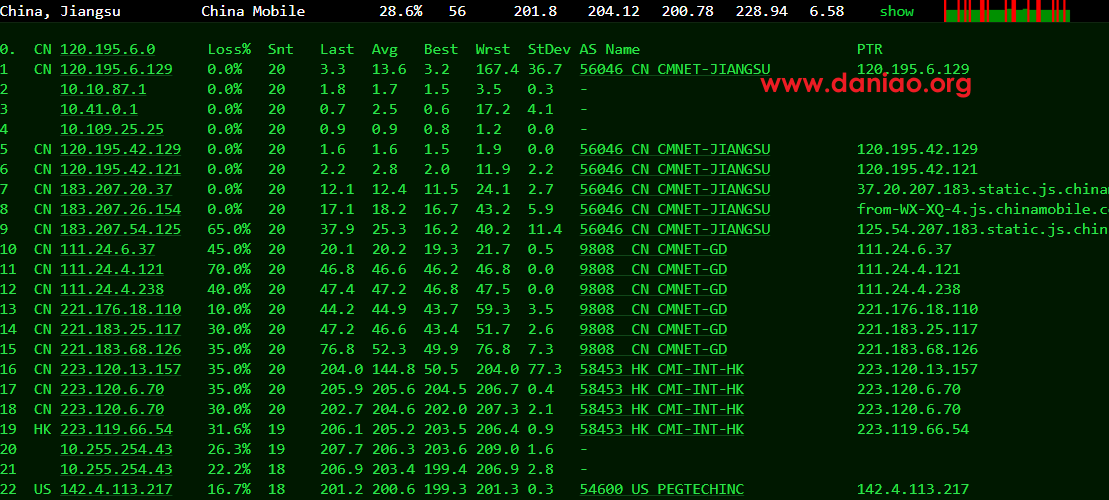 China, Jiangsu China Mobile 28.6% 56 201.8 204.12 200.78 228.94 6.58 show
0. CN 120.195.6.0 Loss% Snt Last Avg Best Wrst StDev AS Name PTR
1 CN 120.195.6.129 0.0% 20 3.3 13.6 3.2 167.4 36.7 56046 CN CMNET-JIANGSU 120.195.6.129
www.daniao.org
2 10.10.87.1 0.0% 20 1.8 1.7 1.5 3.5 0.3 -
3 10.41.0.1 0.0% 20 0.7 2.5 0.6 17.2 4.1 -
4 10.109.25.25 0.0% 20 0.9 0.9 0.8 1.2 0.0 -
5 CN 120.195.42.129 0.0% 20 1.6 1.6 1.5 1.9 0.0 56046 CN CMNET-JIANGSU 120.195.42.129
6 CN 120.195.42.121 0.0% 20 2.2 2.8 2.0 11.9 2.2 56046 CN CMNET-JIANGSU 120.195.42.121
7 CN 183.207.20.37 0.0% 20 12.1 12.4 11.5 24.1 2.7 56046 CN CMNET-JIANGSU 37.20.207.183.static.js.china
8 CN 183.207.26.154 0.0% 20 17.1 18.2 16.7 43.2 5.9 56046 CN CMNET-JIANGSU from-WX-XQ-4.js.chinamobile.c
9 CN 183.207.54.125 65.0% 20 37.9 25.3 16.2 40.2 11.4 56046 CN CMNET-JIANGSU 125.54.207.183.static.js.chin
10 CN 111.24.6.37 45.0% 20 20.1 20.2 19.3 21.7 0.5 9808 CN CMNET-GD 111.24.6.37
11 CN 111.24.4.121 70.0% 20 46.8 46.6 46.2 46.8 0.0 9808 CN CMNET-GD 111.24.4.121
12 CN 111.24.4.238 40.0% 20 47.4 47.2 46.8 47.5 0.0 9808 CN CMNET-GD 111.24.4.238
13 CN 221.176.18.110 10.0% 20 44.2 44.9 43.7 59.3 3.5 9808 CN CMNET-GD 221.176.18.110
14 CN 221.183.25.117 30.0% 20 47.2 46.6 43.4 51.7 2.6 9808 CN CMNET-GD 221.183.25.117
15 CN 221.183.68.126 35.0% 20 76.8 52.3 49.9 76.8 7.3 9808 CN CMNET-GD 221.183.68.126
16 CN 223.120.13.157 35.0% 20 204.0 144.8 50.5 204.0 77.3 58453 HK CMI-INT-HK 223.120.13.157
17 CN 223.120.6.70 35.0% 20 205.9 205.6 204.5 206.7 0.4 58453 HK CMI-INT-HK 223.120.6.70
18 CN 223.120.6.70 30.0% 20 202.7 204.6 202.0 207.3 2.1 58453 HK CMI-INT-HK 223.120.6.70
19 HK 223.119.66.54 31.6% 19 206.1 205.2 203.5 206.4 0.9 58453 HK CMI-INT-HK 223.119.66.54
20 10.255.254.43 26.3% 19 207.7 206.3 203.6 209.0 1.6 -
21 10.255.254.43 22.2% 18 206.9 203.4 199.4 206.9 2.8 -
22 US 142.4.113.217 16.7% 18 201.2 200.6 199.3 201.3 0.3 54600 US PEGTECHINC 142.4.113.217